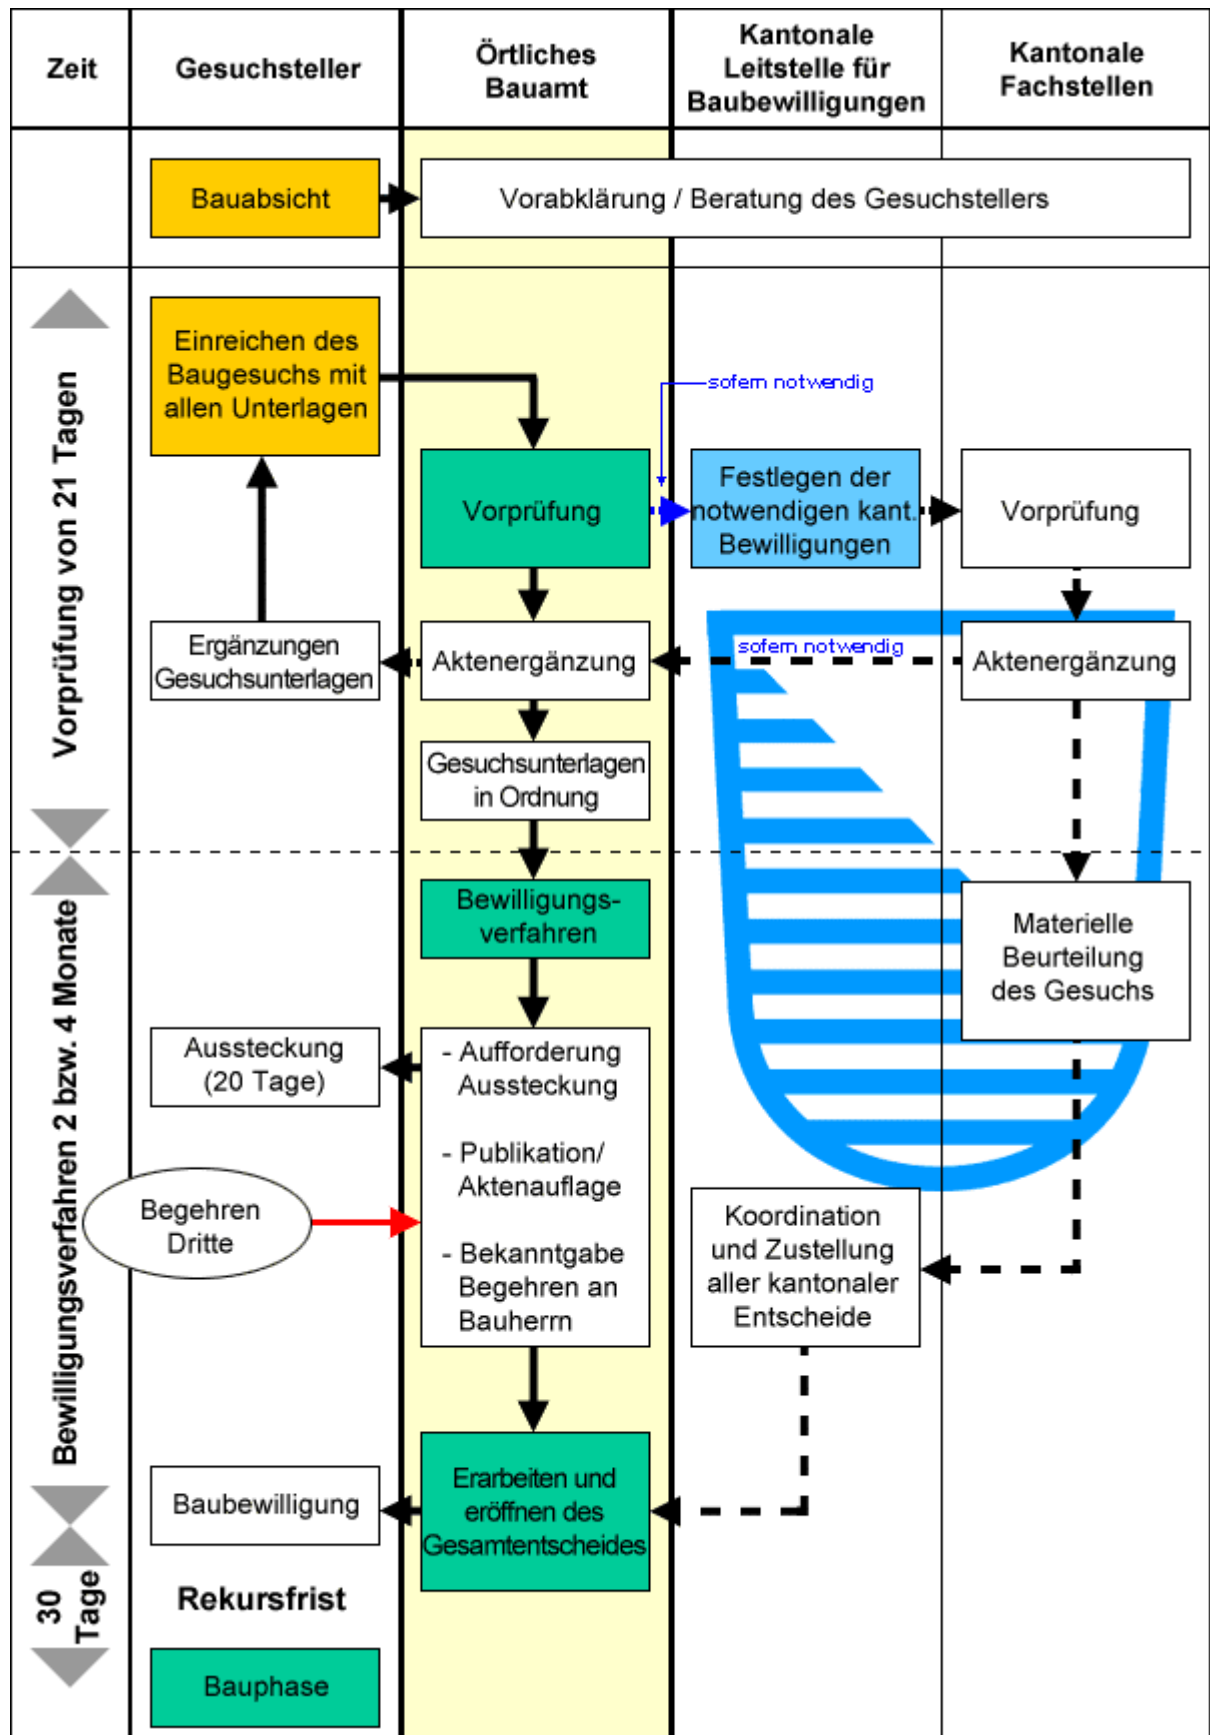 Zeit
Gesuchsteller
Örtliches
Bauamt
Kantonale
Leitstelle für
Baubewilligungen
Kantonale
Fachstellen
Bauabsicht
Vorabklärung / Beratung des Gesuchstellers
Vorprüfung von 21 Tagen
Einreichen des
Baugesuchs mit
allen Unterlagen
sofern notwendig
Vorprüfung
Festlegen der
notwendigen kant.
Bewilligungen
Vorprüfung
Ergänzungen
Gesuchsunterlagen
Aktenergänzung
sofern notwendig
Aktenergänzung
Gesuchsunterlagen
in Ordnung
Bewilligungsverfahren 2 bzw. 4 Monate
Bewilligungs-
verfahren
Materielle
Beurteilung
des Gesuchs
Aussteckung
(20 Tage)
- Aufforderung
Aussteckung
- Publikation/
Aktenauflage
- Bekanntgabe
Begehren an
Bauherrn
Begehren
Dritte
Koordination
und Zustellung
aller kantonaler
Entscheide
Baubewilligung
Erarbeiten und
eröffnen des
Gesamtentscheides
30
Tage
Rekursfrist
Bauphase